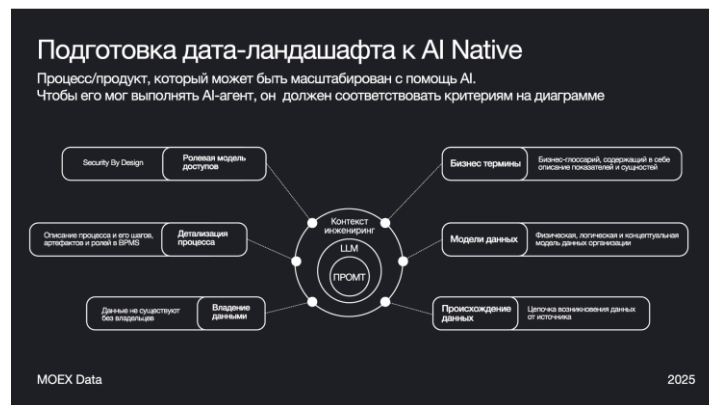 Подготовка дата-ландашафта к AI Native
Процесс/продукт, который может быть масштабирован с помощь AI.
Чтобы его мог выполнять AI-агент, он должен соответствовать критериям на диаграмме
Security By Design
Ролевая модель
доступов
Бизнес термины
Бизнес-глоссарий, содержащий в себе
описание показателей и сущностей
Описание процесса и его шагов,
артефактов и ролей в BPMS
Детализация
процесса
Контекст
инжениринг
LLM
ПРОМТ
Модели данных
Физическая, логическая и концептуальная
модель данных организации
Данные не существуют
без владельцев
Владение
данными
Происхождение
данных
Цепочка возникновения данных
от источника
MOEX Data
2025